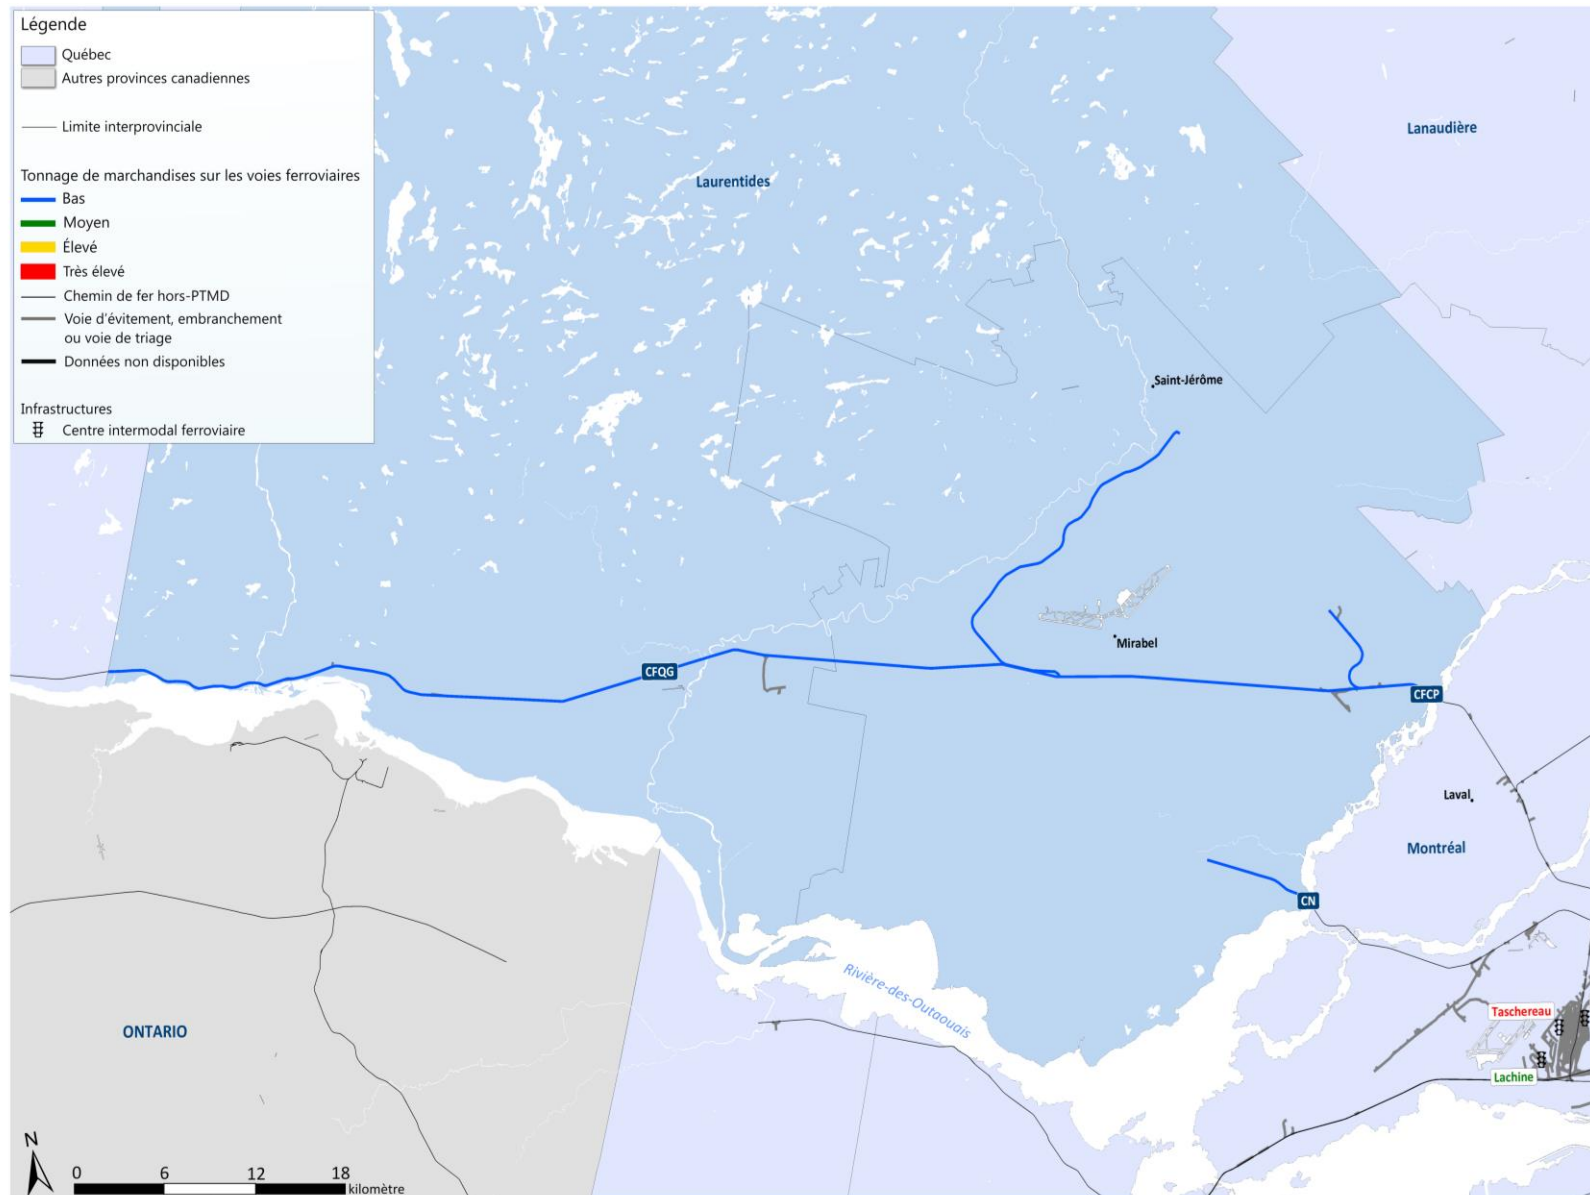 Légende
Québec
Autres provinces canadiennes
Limite interprovinciale
Tonnage de marchandises sur les voies ferroviaires
Bas
Moyen
Élevé
Très élevé
Chemin de fer hors-PTMD
Voie d'évitement, embranchement
ou voie de triage
Données non disponibles
Infrastructures
Centre intermodal ferroviaire
Lanaudière
Laurentides
Saint-Jérôme
Mirabel
CFQG
CFCP
Laval
Montréal
CN
Rivière-des-Outaouais
Taschereau
ONTARIO
Lachine
N
0 6 12 18
kilomètre